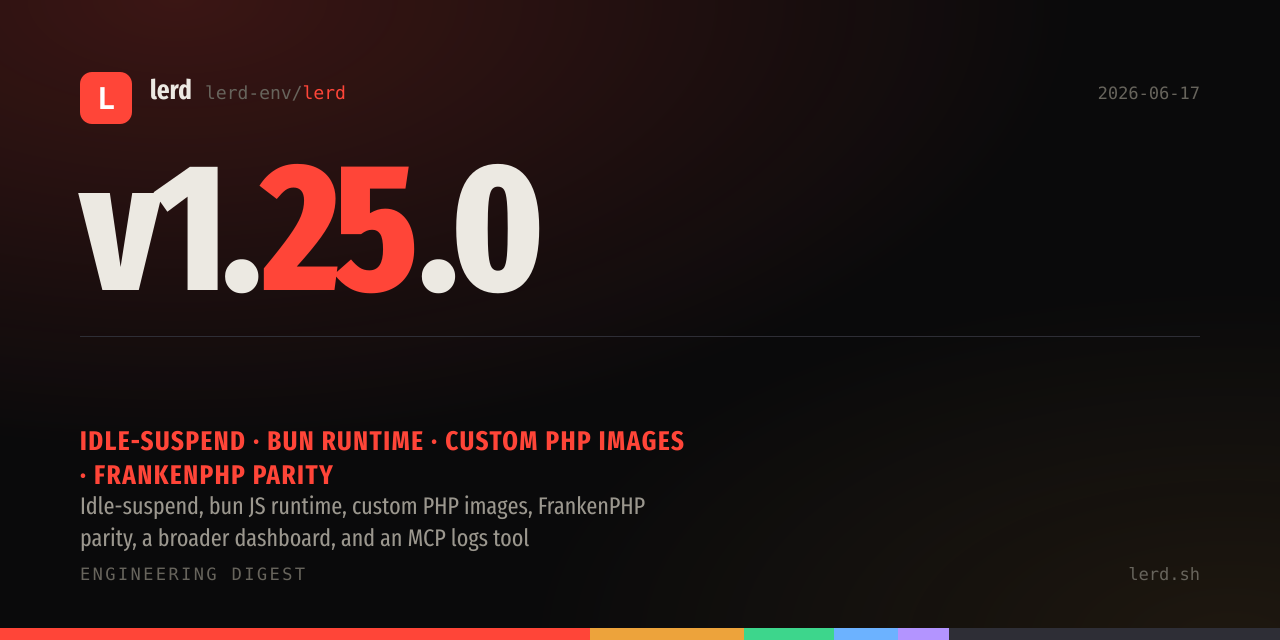 L lerd lerd-env/lerd 2026-06-17
v1.25.0
IDLE-SUSPEND · BUN RUNTIME · CUSTOM PHP IMAGES
· FRANKENPHP PARITY
Idle-suspend, bun JS runtime, custom PHP images, FrankenPHP
parity, a broader dashboard, and an MCP logs tool
ENGINEERING DIGEST lerd.sh